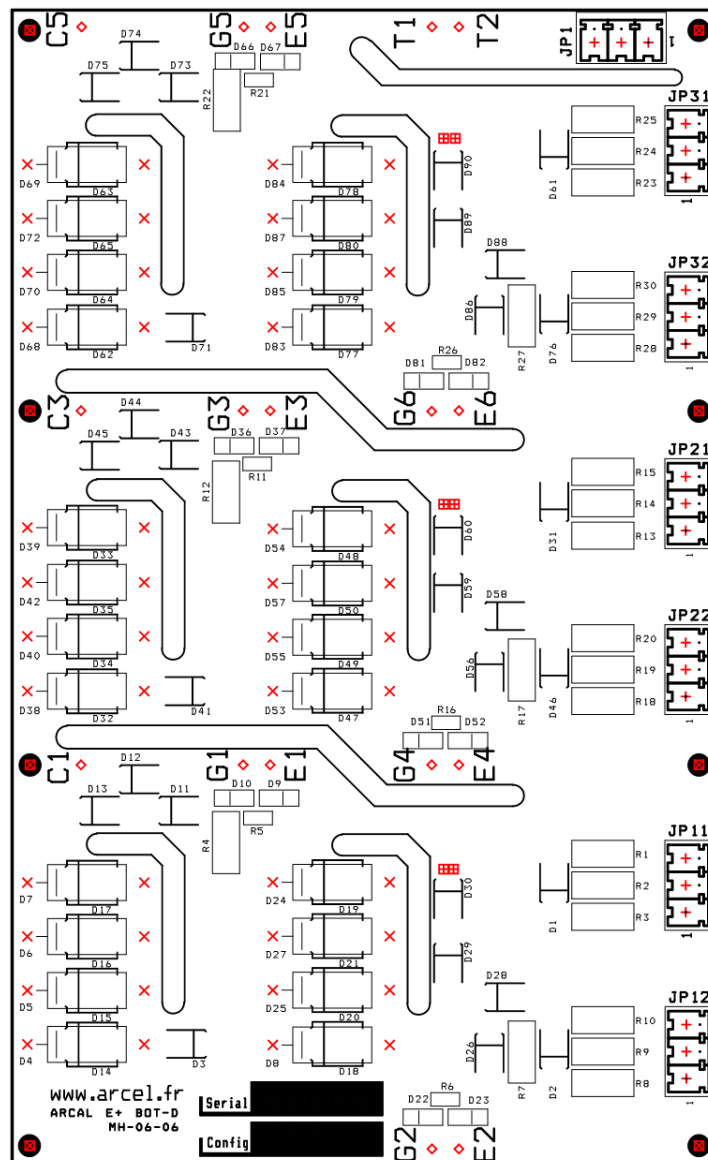 C5
G5
E5
T1
T2
JP1
1
D74
D66
D67
D75
D73
R22
R21
JP31
R25
R24
R23
D61
1
D90
D89
D69
D63
D84
D78
D72
D65
D87
D80
D88
JP32
D70
D64
D85
D79
D86
R27
D76
R30
R29
R28
D68
D62
D71
D83
D77
1
R26
D81
D82
C3
G3
E3
G6
E6
D44
D45
D43
D36
D37
R12
R11
JP21
R15
R14
R13
D31
1
D60
D59
D39
D33
D54
D48
D42
D35
D57
D50
D58
JP22
D40
D34
D55
D49
D56
R17
D46
R20
R19
R18
D38
D32
D41
D53
D47
1
R16
D51
D52
C1
G1
E1
G4
E4
D12
D13
D11
D10
D9
R4
R5
JP11
R1
R2
R3
D1
1
D30
D29
D7
D17
D24
D19
D6
D16
D27
D21
D28
JP12
D5
D15
D25
D20
D26
R7
D2
R10
R9
R8
D4
D14
D3
D8
D18
1
www.arcel.fr
ARCAL E+ BOT-D
MH-06-06
Serial
Config
R6
D22
D23
G2
E2